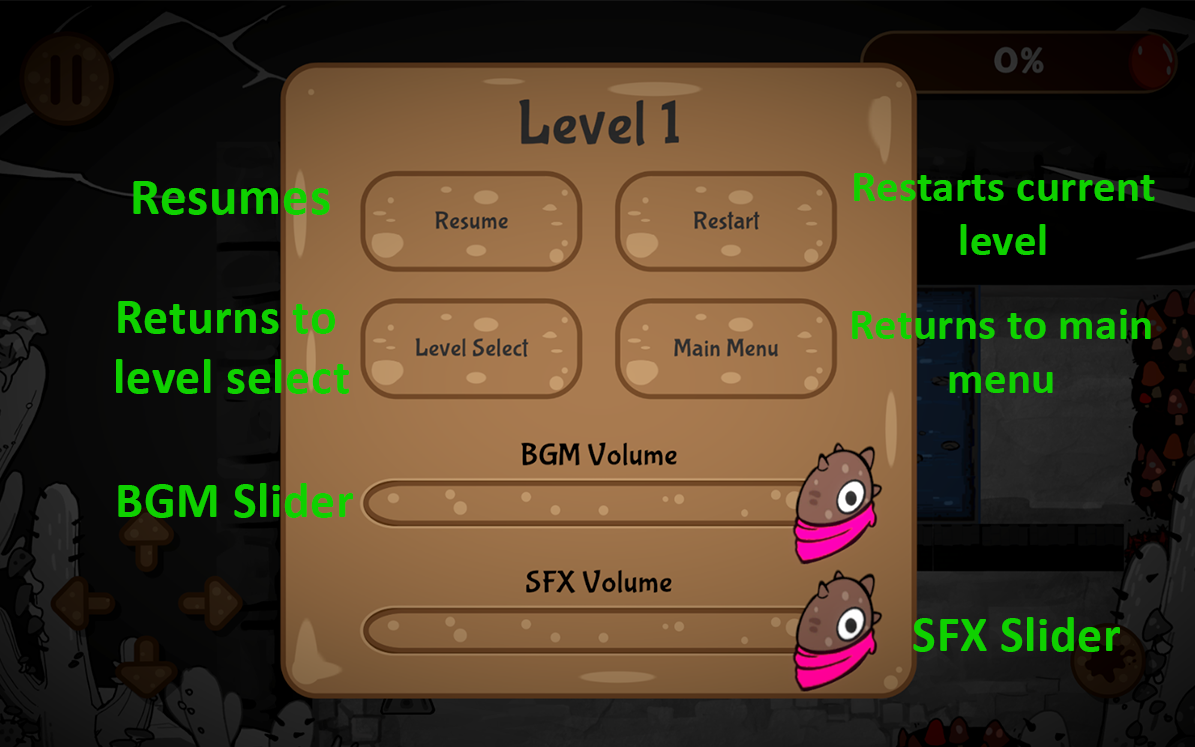 0%
Level 1
Resumes
Resume
Restart
Restarts current
level
Returns to
level select
Level Select
Main Menu
Returns to main
menu
BGM Volume
BGM Slider
SFX Volume
SFX Slider